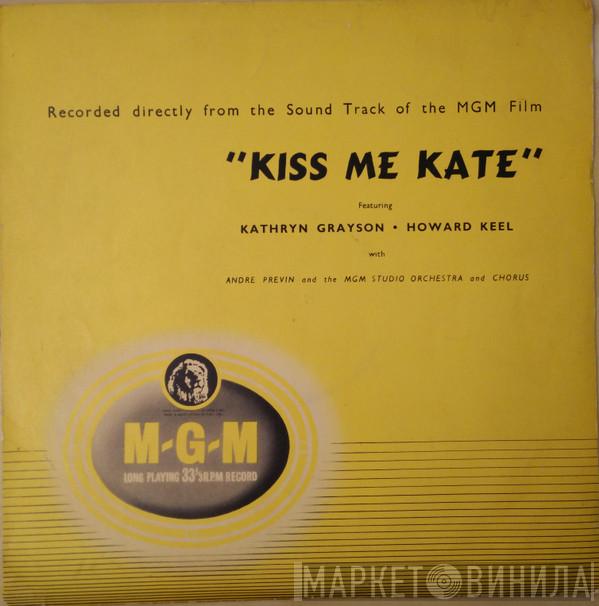 Recorded directly from the Sound Track of the MGM Film
"KISS ME KATE"
Featuring
KATHRYN GRAYSON • HOWARD KEEL
with
ANDRE PREVIN and the MGM STUDIO ORCHESTRA and CHORUS
M-G-M
LONG PLAYING 33⅓ R.P.M RECORD
МАРКЕТ ВИНИЛА